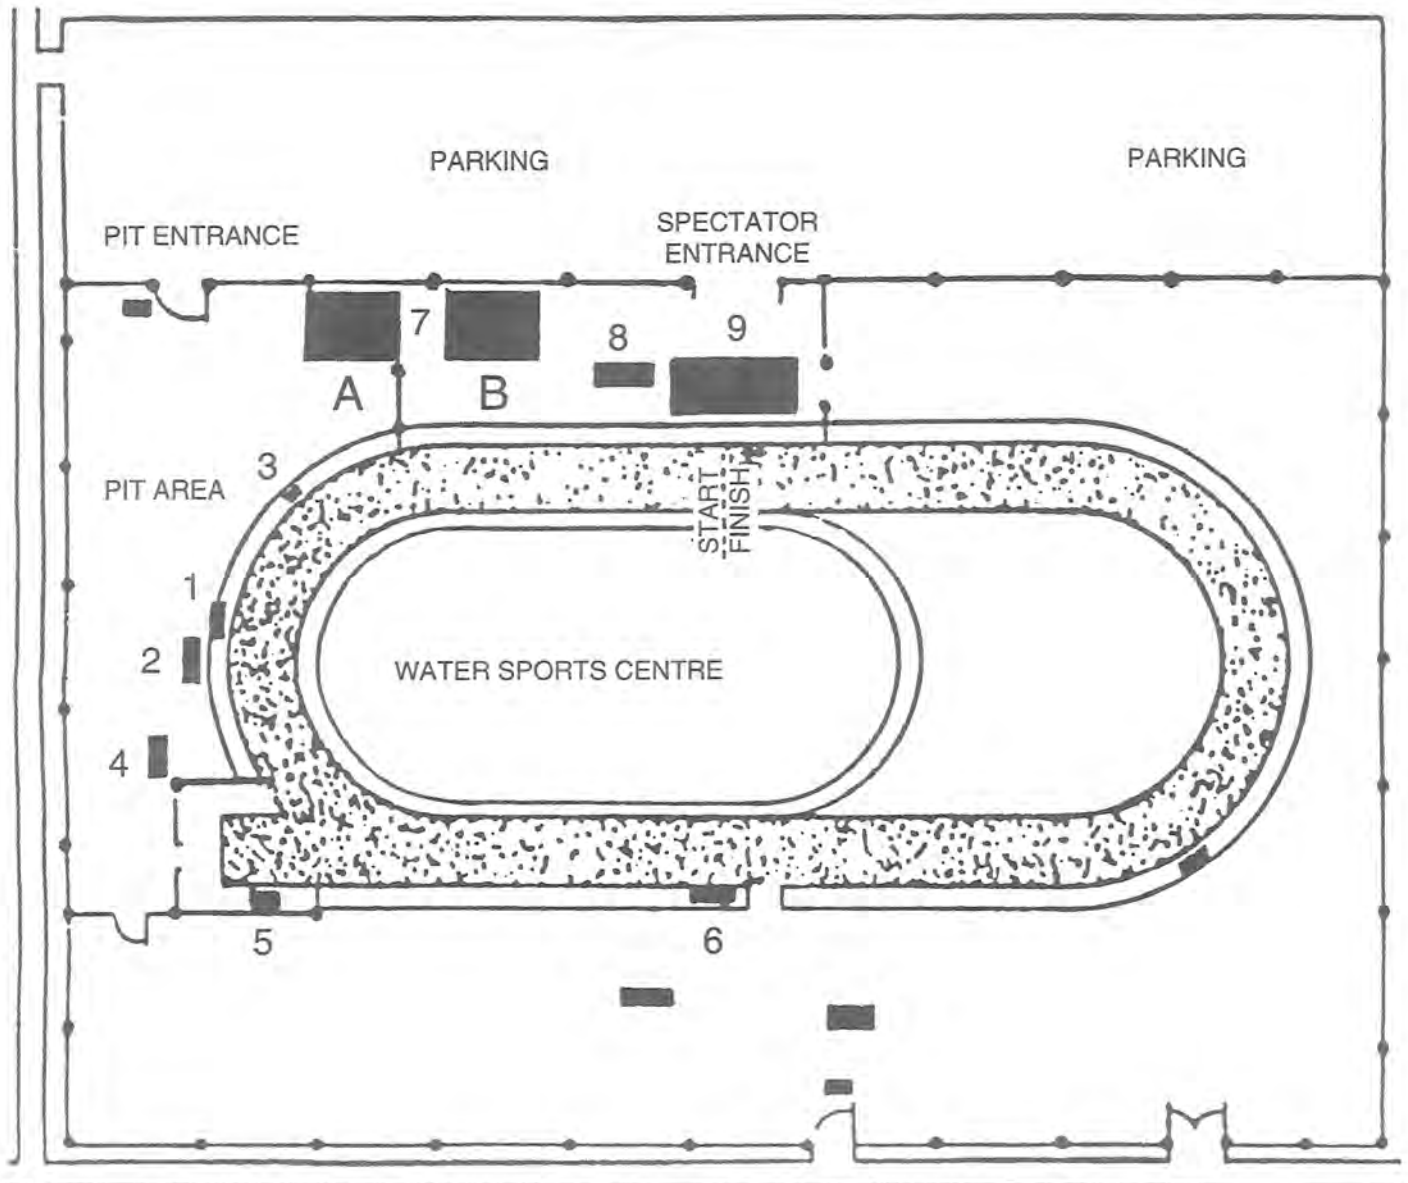 PARKING
PARKING
PIT ENTRANCE
SPECTATOR
ENTRANCE
7
8
9
A
B
3
PIT AREA
START
FINISH
1
2
WATER SPORTS CENTRE
4
5
6